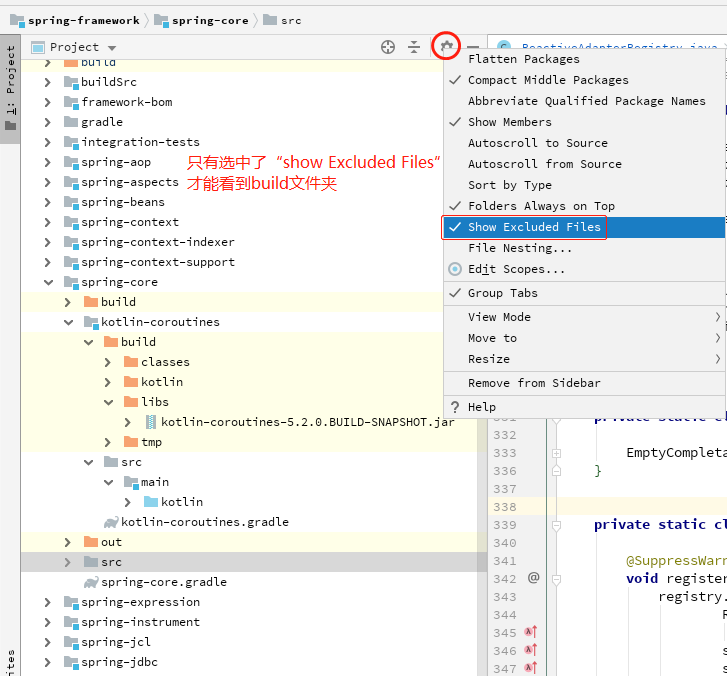 spring-framework spring-core src
Project
ReactiveAdapterRegistry.java
1: Project
build
buildSrc
framework-bom
gradle
integration-tests
spring-aop
spring-aspects
spring-beans
spring-context
spring-context-indexer
spring-context-support
spring-core
build
kotlin-coroutines
build
classes
kotlin
libs
kotlin-coroutines-5.2.0.BUILD-SNAPSHOT.jar
tmp
src
main
kotlin
kotlin-coroutines.gradle
out
src
spring-core.gradle
spring-expression
spring-instrument
spring-jcl
spring-jdbc
只有选中了“show Excluded Files“
才能看到build文件夹
Flatten Packages
Compact Middle Packages
Abbreviate Qualified Package Names
Show Members
Autoscroll to Source
Autoscroll from Source
Sort by Type
Folders Always on Top
Show Excluded Files
File Nesting...
Edit Scopes...
Group Tabs
View Mode
Move to
Resize
Remove from Sidebar
? Help
331 private static cl
332
333 EmptyCompleta
336 }
337
338
339 private static cl
340
341 @SuppressWarn
342 @ void register
343 registry.
344 R
345
346 s
347 s